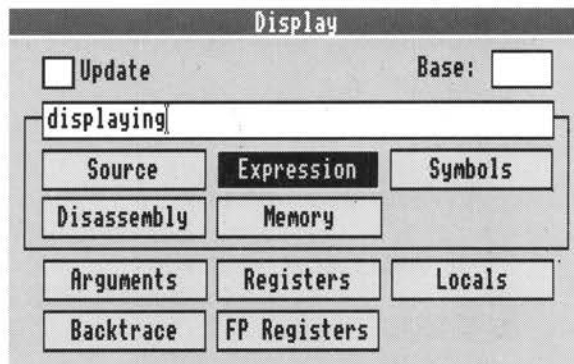 Display
Update Base:
displaying
Source Expression Symbols
Disassembly Memory
Arguments Registers Locals
Backtrace FP Registers